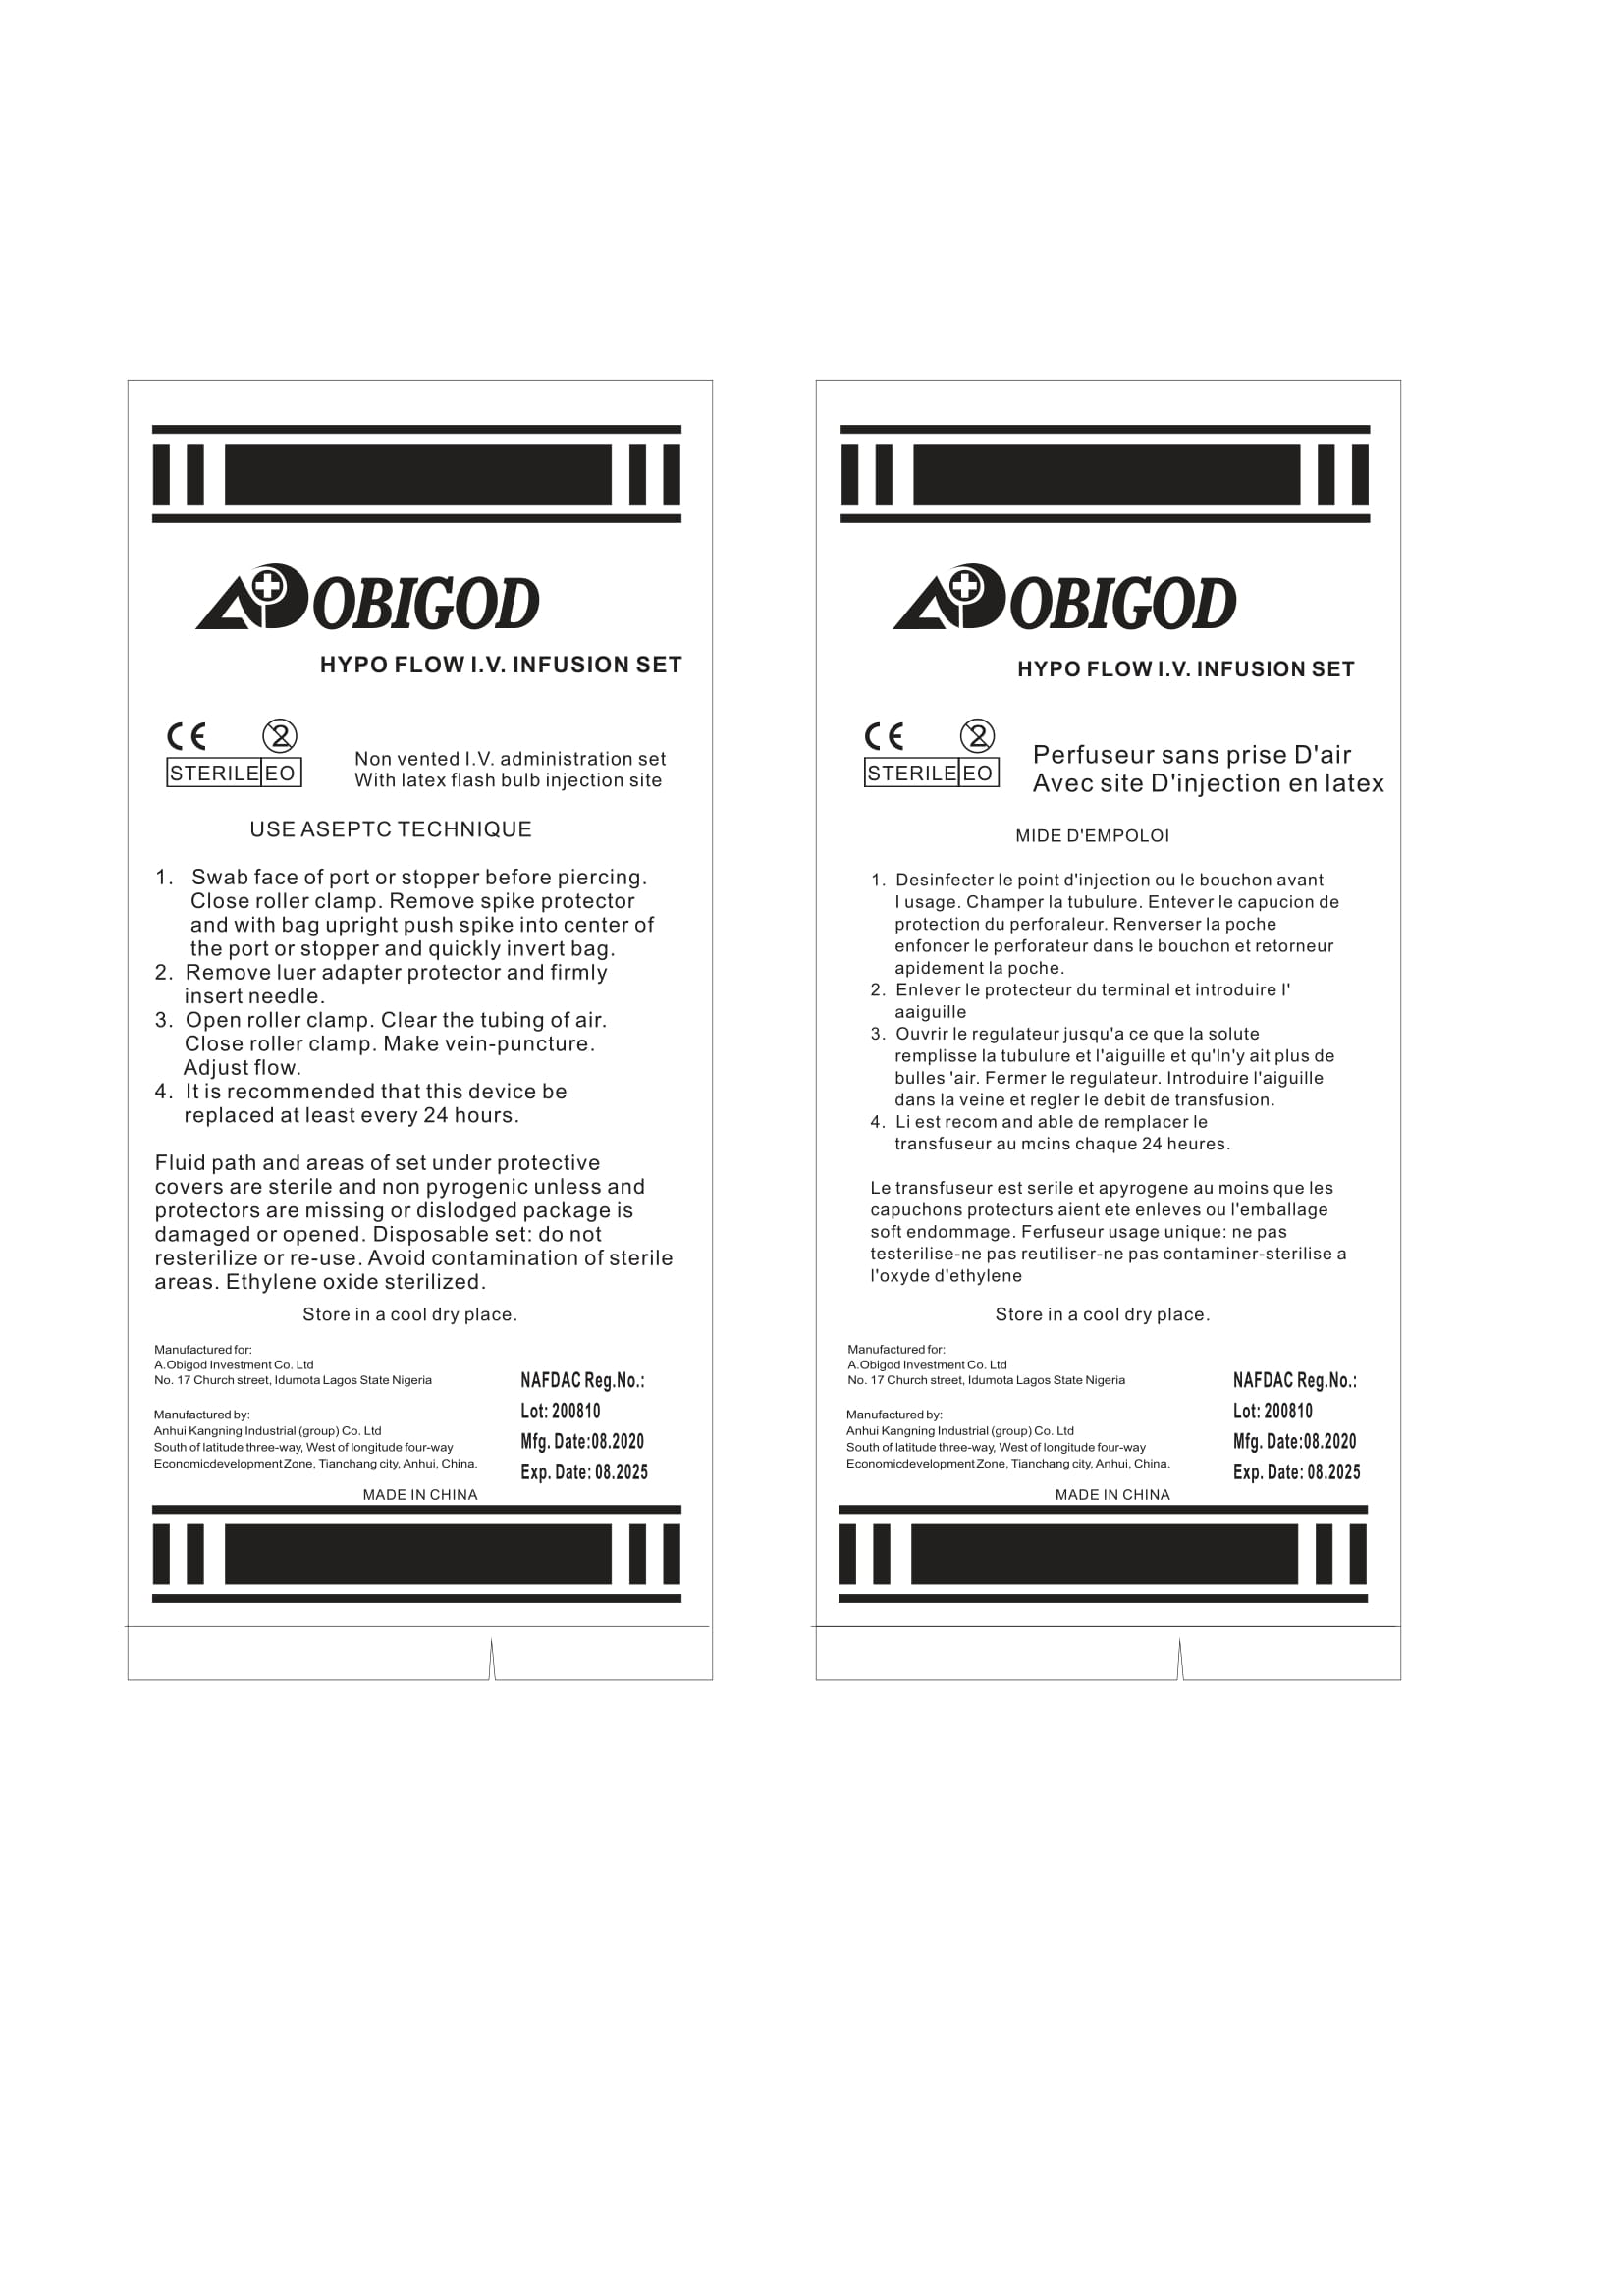 OBIGOD
HYPO FLOW I.V. INFUSION SET
CE
2
STERILE EO
Non vented I.V. administration set
With latex flash bulb injection site
USE ASEPTC TECHNIQUE
1. Swab face of port or stopper before piercing.
Close roller clamp. Remove spike protector
and with bag upright push spike into center of
the port or stopper and quickly invert bag.
2. Remove luer adapter protector and firmly
insert needle.
3. Open roller clamp. Clear the tubing of air.
Close roller clamp. Make vein-puncture.
Adjust flow.
4. It is recommended that this device be
replaced at least every 24 hours.
Fluid path and areas of set under protective
covers are sterile and non pyrogenic unless and
protectors are missing or dislodged package is
damaged or opened. Disposable set: do not
resterilize or re-use. Avoid contamination of sterile
areas. Ethylene oxide sterilized.
Store in a cool dry place.
Manufactured for:
A.Obigod Investment Co. Ltd
No. 17 Church street, Idumota Lagos State Nigeria
Manufactured by:
Anhui Kangning Industrial (group) Co. Ltd
South of latitude three-way, West of longitude four-way
Economicdevelopment Zone, Tianchang city, Anhui, China.
NAFDAC Reg.No.:
Lot: 200810
Mfg. Date:08.2020
Exp. Date: 08.2025
MADE IN CHINA
OBIGOD
HYPO FLOW I.V. INFUSION SET
CE
2
STERILE EO
Perfuseur sans prise D'air
Avec site D'injection en latex
MIDE D'EMPOLOI
1. Desinfecter le point d'injection ou le bouchon avant
l usage. Champer la tubulure. Entever le capucion de
protection du perforaleur. Renverser la poche
enfoncer le perforateur dans le bouchon et retorneur
apidement la poche.
2. Enlever le protecteur du terminal et introduire l'
aaiguille
3. Ouvrir le regulateur jusqu'a ce que la solute
remplisse la tubulure et l'aiguille et qu'ln'y ait plus de
bulles 'air. Fermer le regulateur. Introduire l'aiguille
dans la veine et regler le debit de transfusion.
4. Li est recom and able de remplacer le
transfuseur au mcins chaque 24 heures.
Le transfuseur est serile et apyrogene au moins que les
capuchons protecturs aient ete enleves ou l'emballage
soft endommage. Ferfuseur usage unique: ne pas
testerilise-ne pas reutiliser-ne pas contaminer-sterilise a
l'oxyde d'ethylene
Store in a cool dry place.
Manufactured for:
A.Obigod Investment Co. Ltd
No. 17 Church street, Idumota Lagos State Nigeria
Manufactured by:
Anhui Kangning Industrial (group) Co. Ltd
South of latitude three-way, West of longitude four-way
Economicdevelopment Zone, Tianchang city, Anhui, China.
NAFDAC Reg.No.:
Lot: 200810
Mfg. Date:08.2020
Exp. Date: 08.2025
MADE IN CHINA